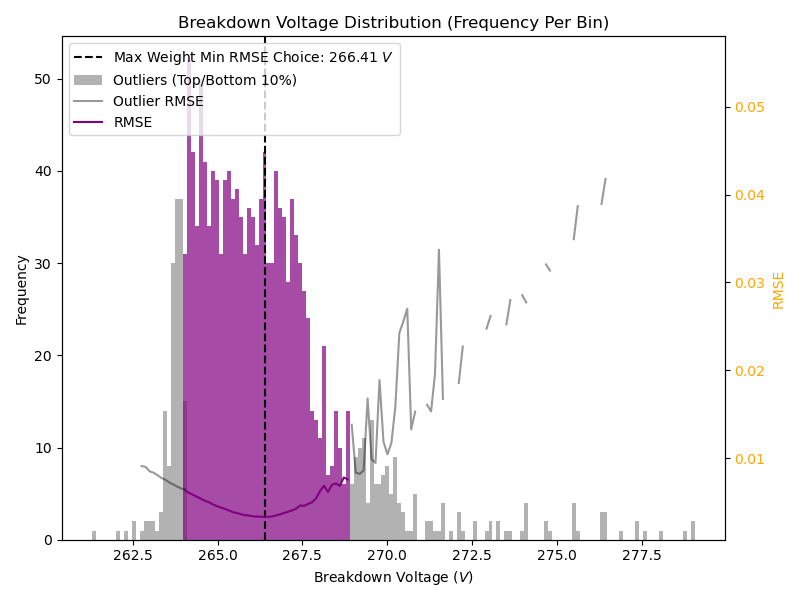 Breakdown Voltage Distribution (Frequency Per Bin)
Max Weight Min RMSE Choice: 266.41 V
Outliers (Top/Bottom 10%)
Outlier RMSE
RMSE
50
40
30
20
10
0
Frequency
0.05
0.04
0.03
0.02
0.01
RMSE
262.5 265.0 267.5 270.0 272.5 275.0 277.5
Breakdown Voltage (V)